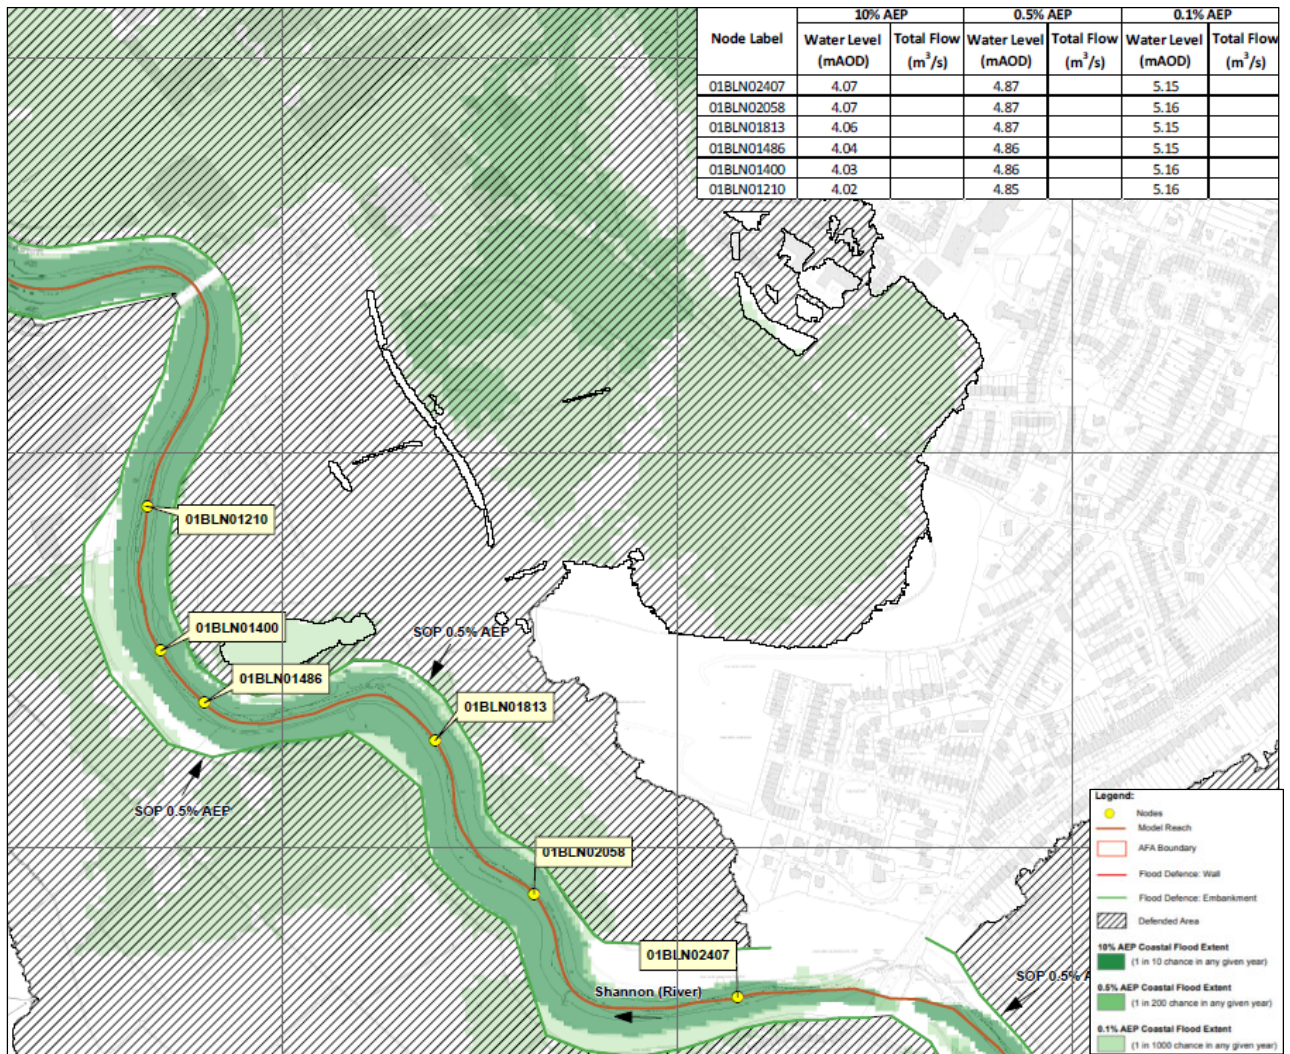 10% AEP 0.5% AEP 0.1% AEP
Node Label Water Level (mAOD) Total Flow (m³/s) Water Level (mAOD) Total Flow (m³/s) Water Level (mAOD) Total Flow (m³/s)
01BLN02407 4.07 4.87 5.15
01BLN02058 4.07 4.87 5.16
01BLN01813 4.06 4.87 5.15
01BLN01486 4.04 4.86 5.15
01BLN01400 4.03 4.86 5.16
01BLN01210 4.02 4.85 5.16
01BLN01210
01BLN01400
SOP 0.5% AEP
01BLN01486
01BLN01813
SOP 0.5% AEP
01BLN02058
01BLN02407
Shannon (River)
SOP 0.5% A
Legend:
Nodes
Model Reach
AFA Boundary
Flood Defence: Wall
Flood Defence: Embankment
Defended Area
10% AEP Coastal Flood Extent
(1 in 10 chance in any given year)
0.5% AEP Coastal Flood Extent
(1 in 200 chance in any given year)
0.1% AEP Coastal Flood Extent
(1 in 1000 chance in any given year)